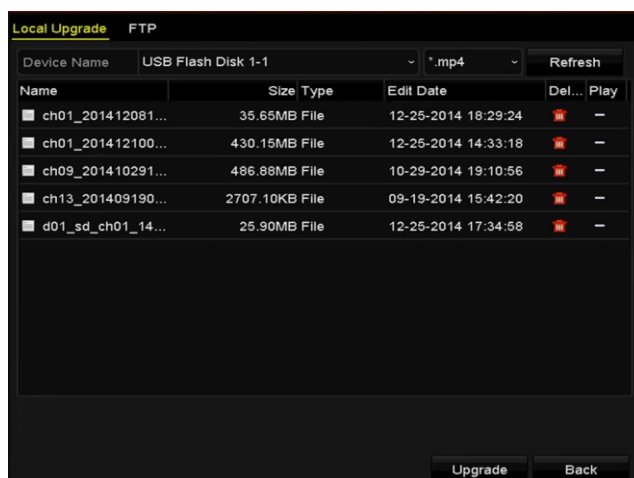 Local Upgrade FTP
Device Name USB Flash Disk 1-1 *.mp4 Refresh
Name Size Type Edit Date Del... Play
ch01_201412081... 35.65MB File 12-25-2014 18:29:24 –
ch01_201412100... 430.15MB File 12-25-2014 14:33:18 –
ch09_201410291... 486.88MB File 10-29-2014 19:10:56 –
ch13_201409190... 2707.10KB File 09-19-2014 15:42:20 –
d01_sd_ch01_14... 25.90MB File 12-25-2014 17:34:58 –
Upgrade Back